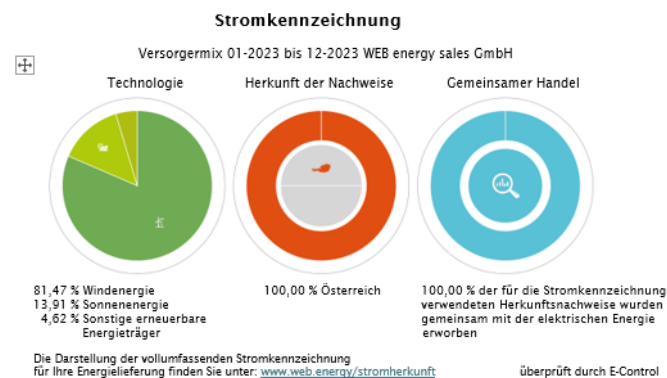 Stromkennzeichnung
Versorgermix 01-2023 bis 12-2023 WEB energy sales GmbH
Technologie
Herkunft der Nachweise
Gemeinsamer Handel
81,47 % Windenergie
13,91 % Sonnenenergie
4,62 % Sonstige erneuerbare
Energieträger
100,00 % Österreich
100,00 % der für die Stromkennzeichnung
verwendeten Herkunftsnachweise wurden
gemeinsam mit der elektrischen Energie
erworben
Die Darstellung der vollumfassenden Stromkennzeichnung
für Ihre Energielieferung finden Sie unter: www.web.energy/stromherkunft
überprüft durch E-Control